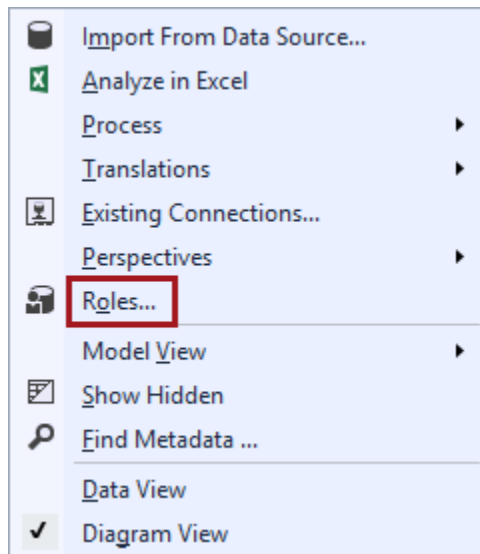 Import From Data Source...
Analyze in Excel
Process
Translations
Existing Connections...
Perspectives
Roles...
Model View
Show Hidden
Find Metadata ...
Data View
Diagram View